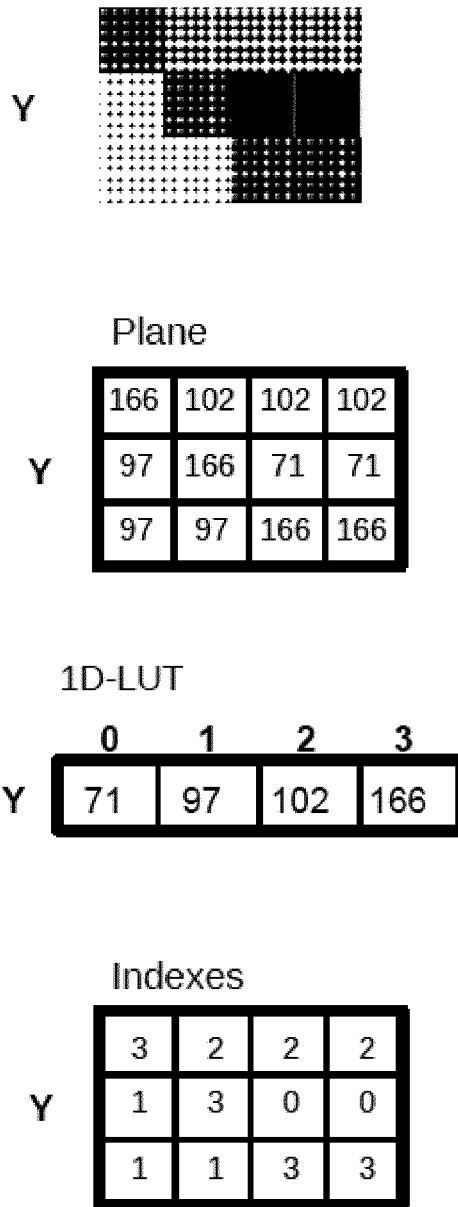 Y
Plane
166 102 102 102
Y 97 166 71 71
97 97 166 166
1D-LUT
0 1 2 3
Y 71 97 102 166
Indexes
3 2 2 2
Y 1 3 0 0
1 1 3 3